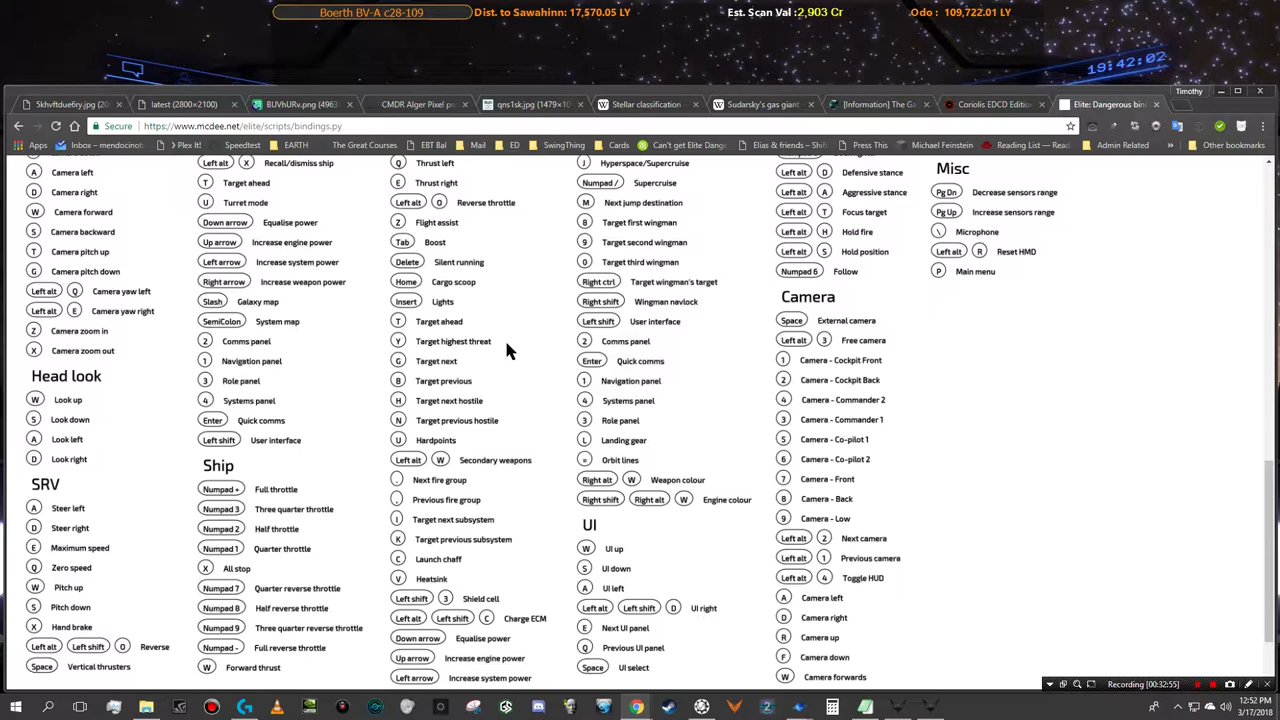 Boerth BV-A c28-109
Dist. to Sawahinn: 17,570.05 LY
Est. Scan Val :2,903 Cr
Odo : 109,722.01 LY
19:42:02
Timothy
5khvftdue6ry.jpg (20
latest (2800×2100)
BUVhURv.png (4963
CMDR Alger Pixel po
qns1sk.jpg (1479×10
Stellar classification
Sudarsky's gas giant
[Information] The Ga
Coriolis EDCD Edition
Elite: Dangerous bin
Secure
https://www.mcdee.net/elite/scripts/bindings.py
Apps
Inbox – mendocinot
> Plex It!
Speedtest
EARTH
The Great Courses
EBT Bal
Mail
ED
SwingThing
Cards
Can't get Elite Dange
Elias & friends – Shi
Press This
Michael Feinstein
Reading List — Read
Admin Related
A Camera left
D Camera right
W Camera forward
S Camera backward
T Camera pitch up
G Camera pitch down
Left alt Q Camera yaw left
Left alt E Camera yaw right
Z Camera zoom in
X Camera zoom out
Head look
W Look up
S Look down
A Look left
D Look right
SRV
A Steer left
D Steer right
E Maximum speed
Q Zero speed
W Pitch up
S Pitch down
X Hand brake
Left alt Left shift O Reverse
Space Vertical thrusters
Left alt X Recall/dismiss ship
T Target ahead
U Turret mode
Down arrow Equalise power
Up arrow Increase engine power
Left arrow Increase system power
Right arrow Increase weapon power
Slash Galaxy map
SemiColon System map
2 Comms panel
1 Navigation panel
3 Role panel
4 Systems panel
Enter Quick comms
Left shift User interface
Ship
Numpad + Full throttle
Numpad 3 Three quarter throttle
Numpad 2 Half throttle
Numpad 1 Quarter throttle
X All stop
Numpad 7 Quarter reverse throttle
Numpad 8 Half reverse throttle
Numpad 9 Three quarter reverse throttle
Numpad - Full reverse throttle
W Forward thrust
Q Thrust left
E Thrust right
Left alt O Reverse throttle
Z Flight assist
Tab Boost
Delete Silent running
Home Cargo scoop
Insert Lights
T Target ahead
Y Target highest threat
G Target next
B Target previous
H Target next hostile
N Target previous hostile
U Hardpoints
Left alt W Secondary weapons
Next fire group
Previous fire group
I Target next subsystem
K Target previous subsystem
C Launch chaff
V Heatsink
Left shift 3 Shield cell
Left alt Left shift C Charge ECM
Down arrow Equalise power
Up arrow Increase engine power
Left arrow Increase system power
J Hyperspace/Supercruise
Numpad / Supercruise
M Next jump destination
8 Target first wingman
9 Target second wingman
0 Target third wingman
Right ctrl Target wingman's target
Right shift Wingman navlock
Left shift User interface
2 Comms panel
Enter Quick comms
1 Navigation panel
4 Systems panel
3 Role panel
L Landing gear
= Orbit lines
Right alt W Weapon colour
Right shift Right alt W Engine colour
UI
W UI up
S UI down
A UI left
Left alt Left shift D UI right
E Next UI panel
Q Previous UI panel
Space UI select
Left alt D Defensive stance
Left alt A Aggressive stance
Left alt T Focus target
Left alt H Hold fire
Left alt S Hold position
Numpad 6 Follow
Camera
Space External camera
Left alt 3 Free camera
1 Camera - Cockpit Front
2 Camera - Cockpit Back
4 Camera - Commander 2
3 Camera - Commander 1
5 Camera - Co-pilot 1
6 Camera - Co-pilot 2
7 Camera - Front
8 Camera - Back
9 Camera - Low
Left alt 2 Next camera
Left alt 1 Previous camera
Left alt 4 Toggle HUD
A Camera left
D Camera right
R Camera up
F Camera down
W Camera forwards
Misc
Pg Dn Decrease sensors range
Pg Up Increase sensors range
\ Microphone
Left alt R Reset HMD
P Main menu
Recording [00:32:55]
12:52 PM
3/17/2018